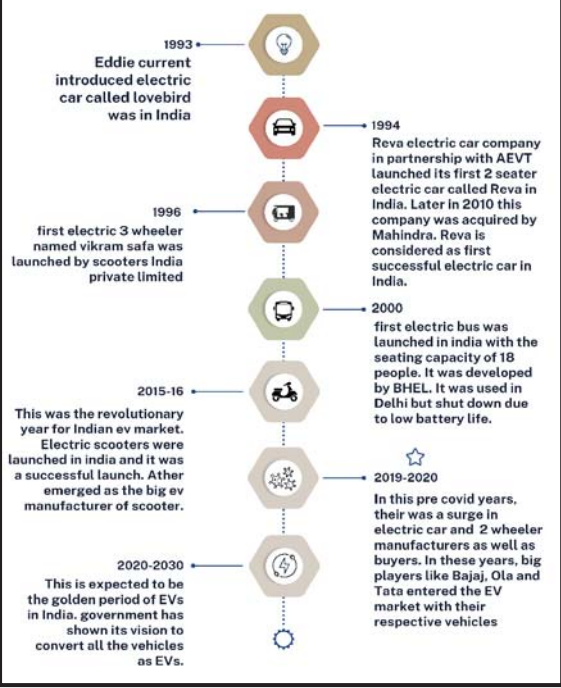 1993
Eddie current
introduced electric
car called lovebird
was in India
1994
Reva electric car company
in partnership with AEVT
launched its first 2 seater
electric car called Reva in
India. Later in 2010 this
company was acquired by
Mahindra. Reva is
considered as first
successful electric car in
India.
1996
first electric 3 wheeler
named vikram safa was
launched by scooters India
private limited
2000
first electric bus was
launched in india with the
seating capacity of 18
people. It was developed
by BHEL. It was used in
Delhi but shut down due
to low battery life.
2015-16
This was the revolutionary
year for Indian ev market.
Electric scooters were
launched in india and it was
a successful launch. Ather
emerged as the big ev
manufacturer of scooter.
2019-2020
In this pre covid years,
their was a surge in
electric car and 2 wheeler
manufacturers as well as
buyers. In these years, big
players like Bajaj, Ola and
Tata entered the EV
market with their
respective vehicles
2020-2030
This is expected to be
the golden period of EVs
in India. government has
shown its vision to
convert all the vehicles
as EVs.